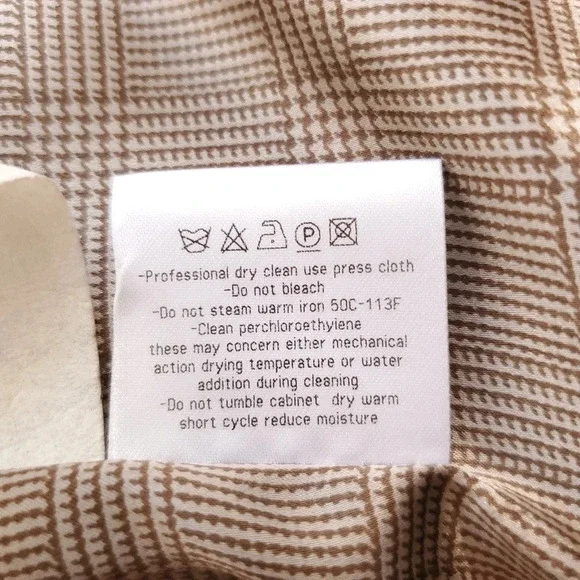 P
-Professional dry clean use press cloth
-Do not bleach
-Do not steam warm iron 50C-113F
-Clean perchloroethylene
these may concern either mechanical
action drying temperature or water
addition during cleaning
-Do not tumble cabinet dry warm
short cycle reduce moisture